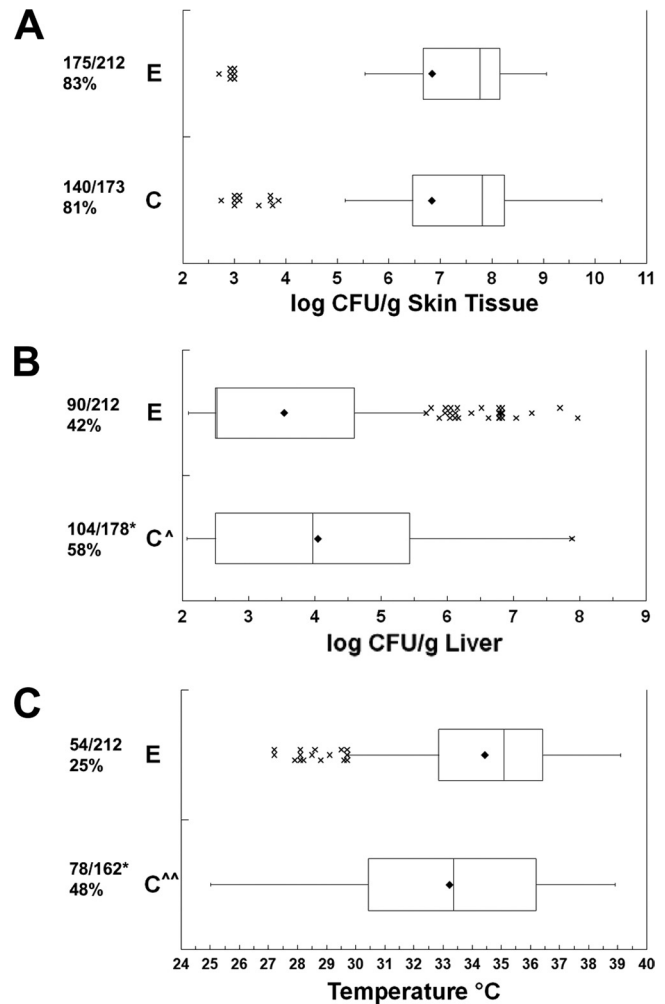 A
175/212
83%
E
140/173
81%
C
2 3 4 5 6 7 8 9 10 11
log CFU/g Skin Tissue
B
90/212
42%
E
104/178*
58%
C^
2 3 4 5 6 7 8 9
log CFU/g Liver
C
54/212
25%
E
78/162*
48%
C^^
24 25 26 27 28 29 30 31 32 33 34 35 36 37 38 39 40
Temperature °C